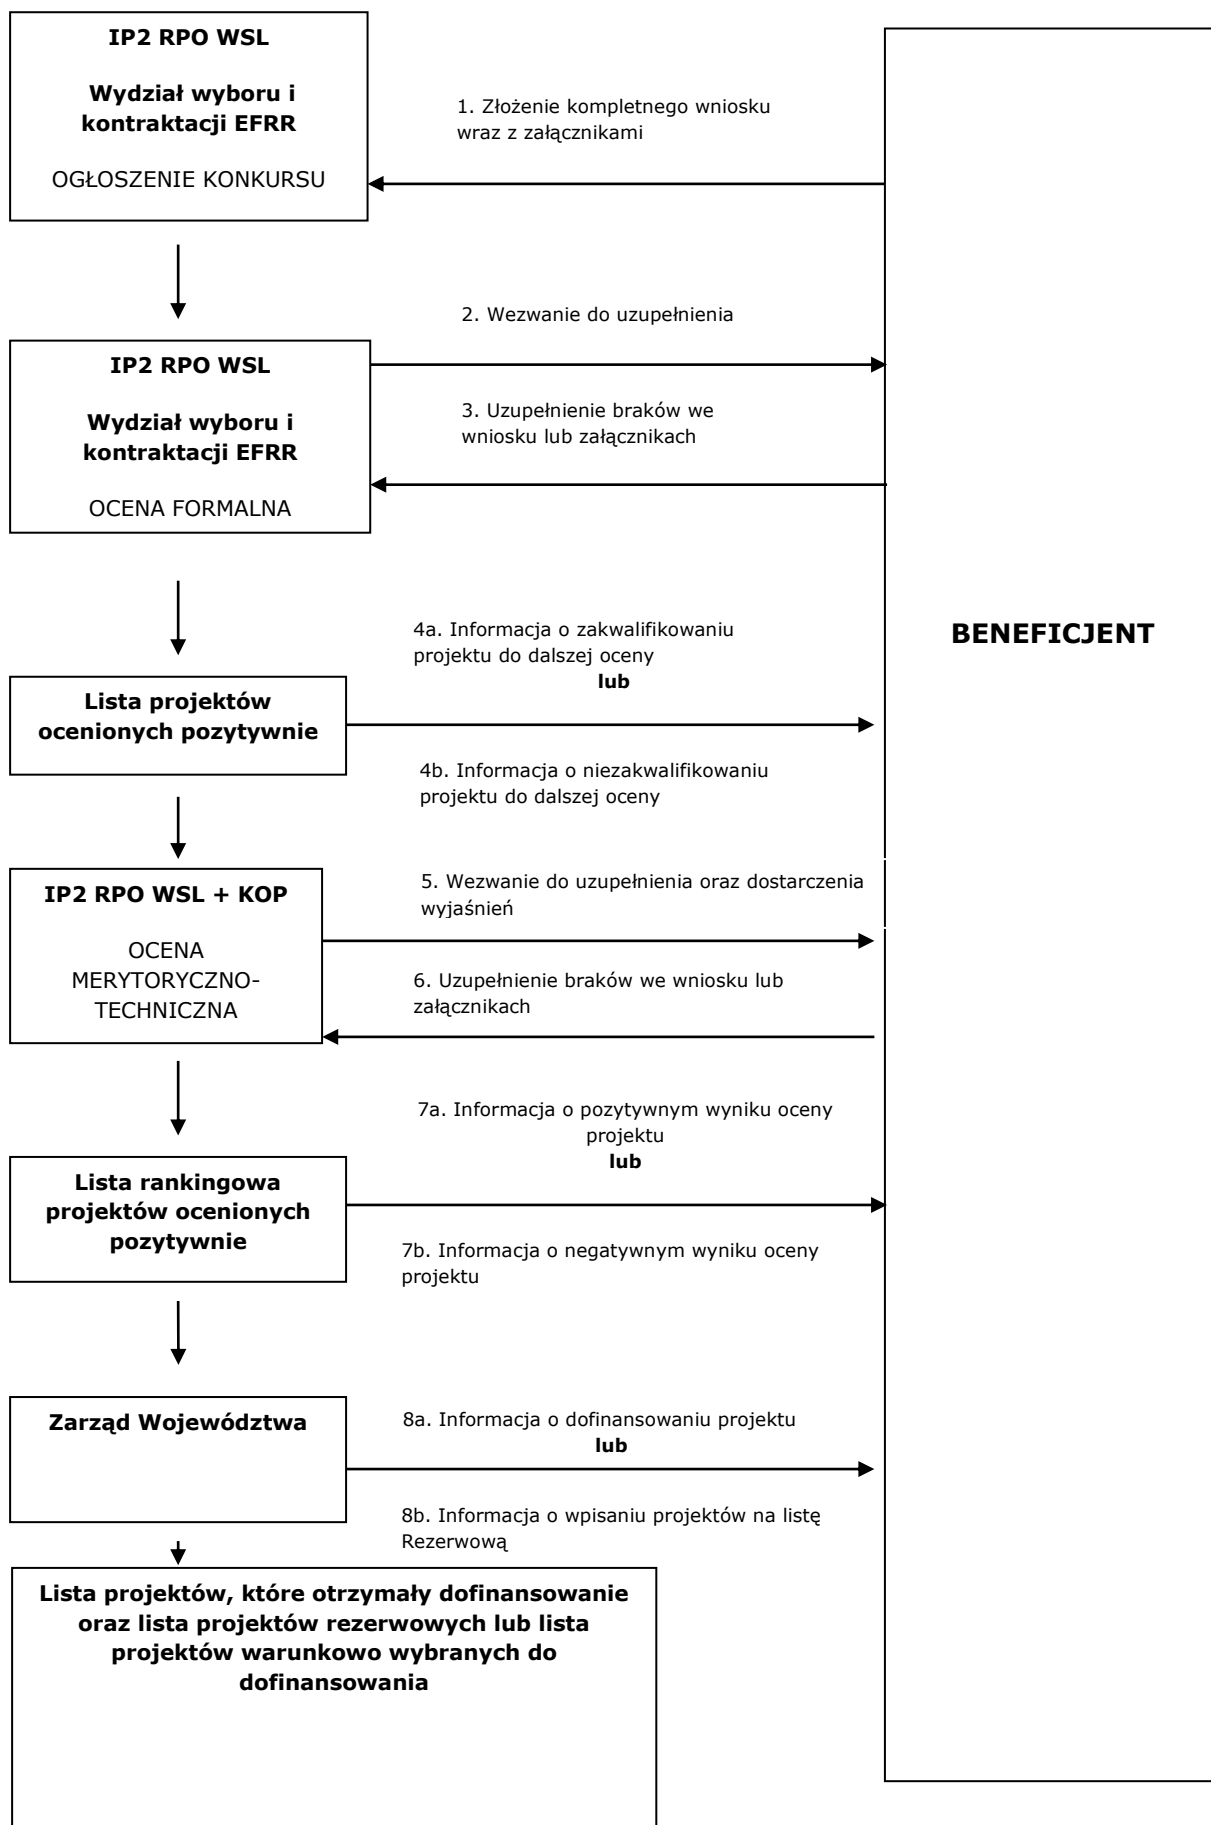 IP2 RPO WSL
Wydział wyboru i
kontraktacji EFRR
OGŁOSZENIE KONKURSU
1. Złożenie kompletnego wniosku
wraz z załącznikami
2. Wezwanie do uzupełnienia
IP2 RPO WSL
Wydział wyboru i
kontraktacji EFRR
OCENA FORMALNA
3. Uzupełnienie braków we
wniosku lub załącznikach
BENEFICJENT
4a. Informacja o zakwalifikowaniu
projektu do dalszej oceny
lub
Lista projektów
ocenionych pozytywnie
4b. Informacja o niezakwalifikowaniu
projektu do dalszej oceny
IP2 RPO WSL + KOP
OCENA
MERYTORYCZNO-
TECHNICZNA
5. Wezwanie do uzupełnienia oraz dostarczenia
wyjaśnień
6. Uzupełnienie braków we wniosku lub
załącznikach
7a. Informacja o pozytywnym wyniku oceny
projektu
lub
Lista rankingowa
projektów ocenionych
pozytywnie
7b. Informacja o negatywnym wyniku oceny
projektu
Zarząd Województwa
8a. Informacja o dofinansowaniu projektu
lub
8b. Informacja o wpisaniu projektów na listę
Rezerwową
Lista projektów, które otrzymały dofinansowanie
oraz lista projektów rezerwowych lub lista
projektów warunkowo wybranych do
dofinansowania